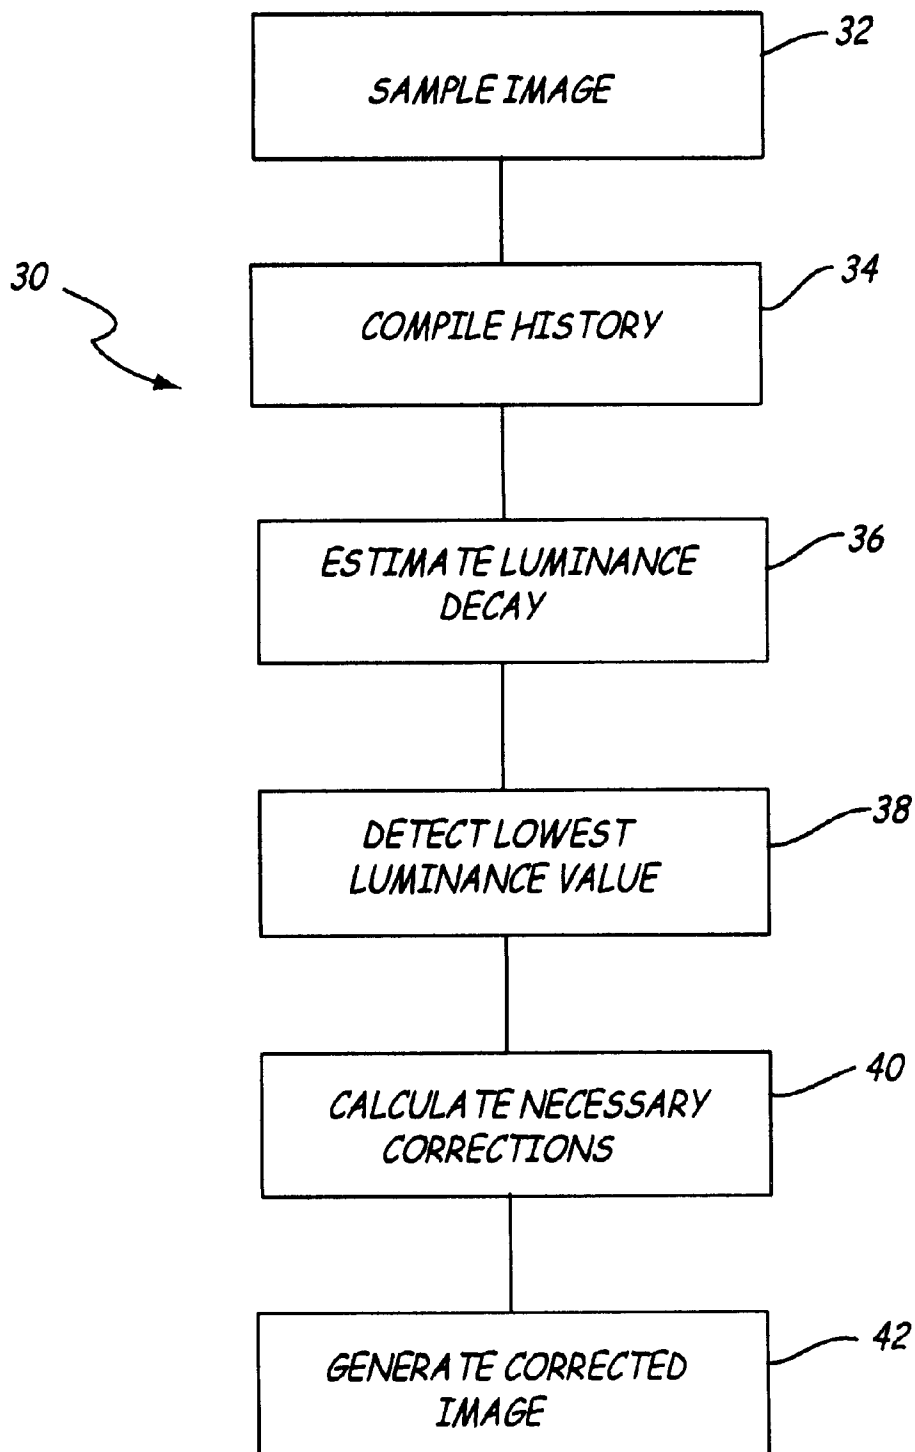 32
SAMPLE IMAGE
30
34
COMPILE HISTORY
36
ESTIMATE LUMINANCE
DECAY
38
DETECT LOWEST
LUMINANCE VALUE
40
CALCULATE NECESSARY
CORRECTIONS
42
GENERATE CORRECTED
IMAGE